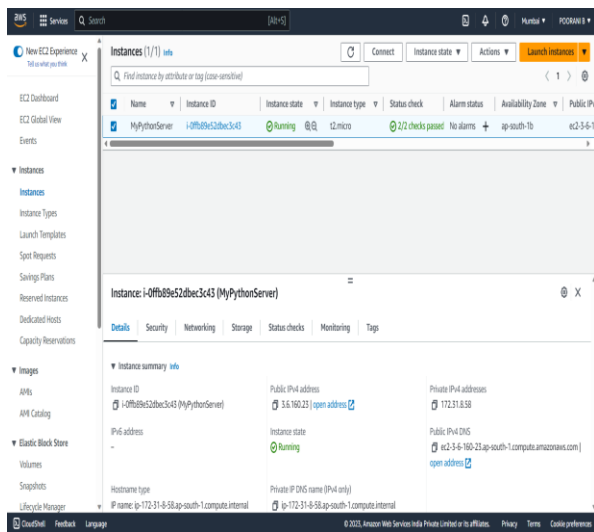 aws Services Search [Alt+S] Mumbai POORANI B
New EC2 Experience X
Tell us what you think
EC2 Dashboard
EC2 Global View
Events
Instances
Instances
Instance Types
Launch Templates
Spot Requests
Savings Plans
Reserved Instances
Dedicated Hosts
Capacity Reservations
Images
AMIs
AMI Catalog
Elastic Block Store
Volumes
Snapshots
Lifecycle Manager
Instances (1/1) Info Connect Instance state Actions Launch instances
Find instance by attribute or tag (case-sensitive) 1
Name Instance ID Instance state Instance type Status check Alarm status Availability Zone Public IPv
MyPythonServer i-0ffb89e52dbec3c43 Running t2.micro 2/2 checks passed No alarms + ap-south-1b ec2-3-6-1
Instance: i-0ffb89e52dbec3c43 (MyPythonServer) X
Details Security Networking Storage Status checks Monitoring Tags
Instance summary Info
Instance ID Public IPv4 address Private IPv4 addresses
i-0ffb89e52dbec3c43 (MyPythonServer) 3.6.160.23 | open address 172.31.8.58
IPv6 address Instance state Public IPv4 DNS
– Running ec2-3-6-160-23.ap-south-1.compute.amazonaws.com |
open address
Hostname type Private IP DNS name (IPv4 only)
IP name: ip-172-31-8-58.ap-south-1.compute.internal ip-172-31-8-58.ap-south-1.compute.internal
CloudShell Feedback Language © 2025, Amazon Web Services India Private Limited or its affiliates. Privacy Terms Cookie preferences